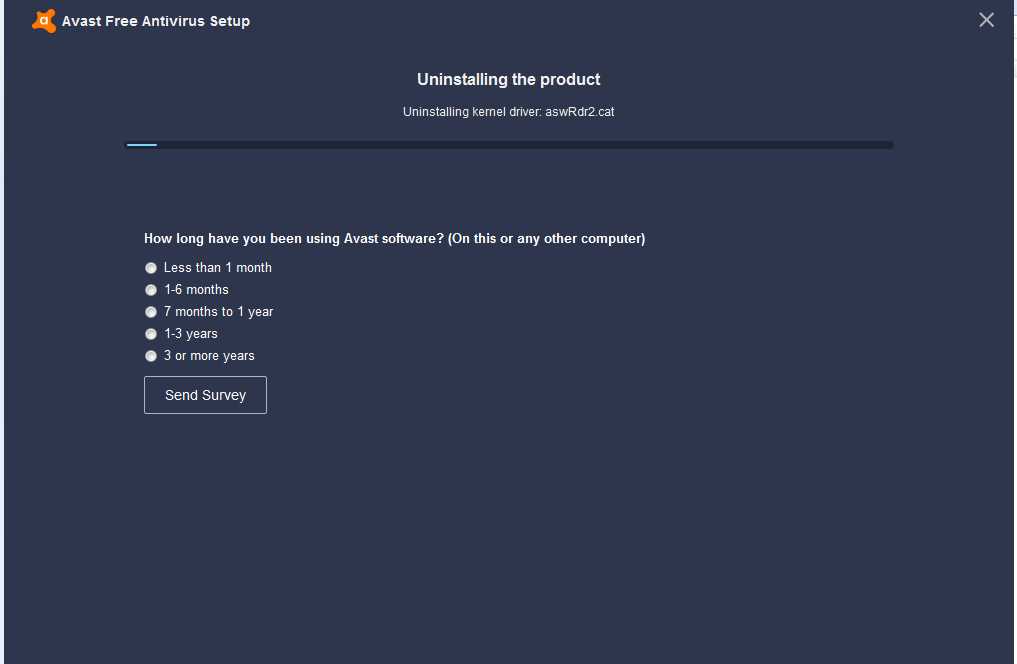 Avast Free Antivirus Setup
Uninstalling the product
Uninstalling kernel driver: aswRdr2.cat
How long have you been using Avast software? (On this or any other computer)
Less than 1 month
1-6 months
7 months to 1 year
1-3 years
3 or more years
Send Survey